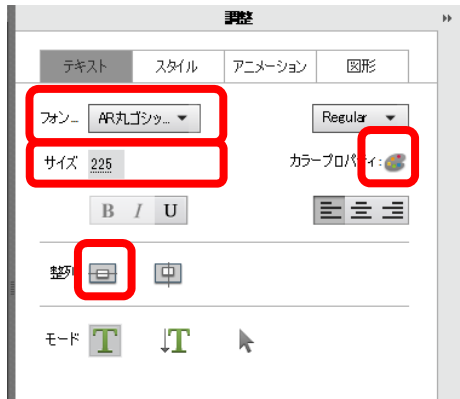 調整
テキスト スタイル アニメーション 図形
フォン... AR丸ゴシッ... Regular
サイズ 225 カラープロパティ:
B I U
整列
モード T T